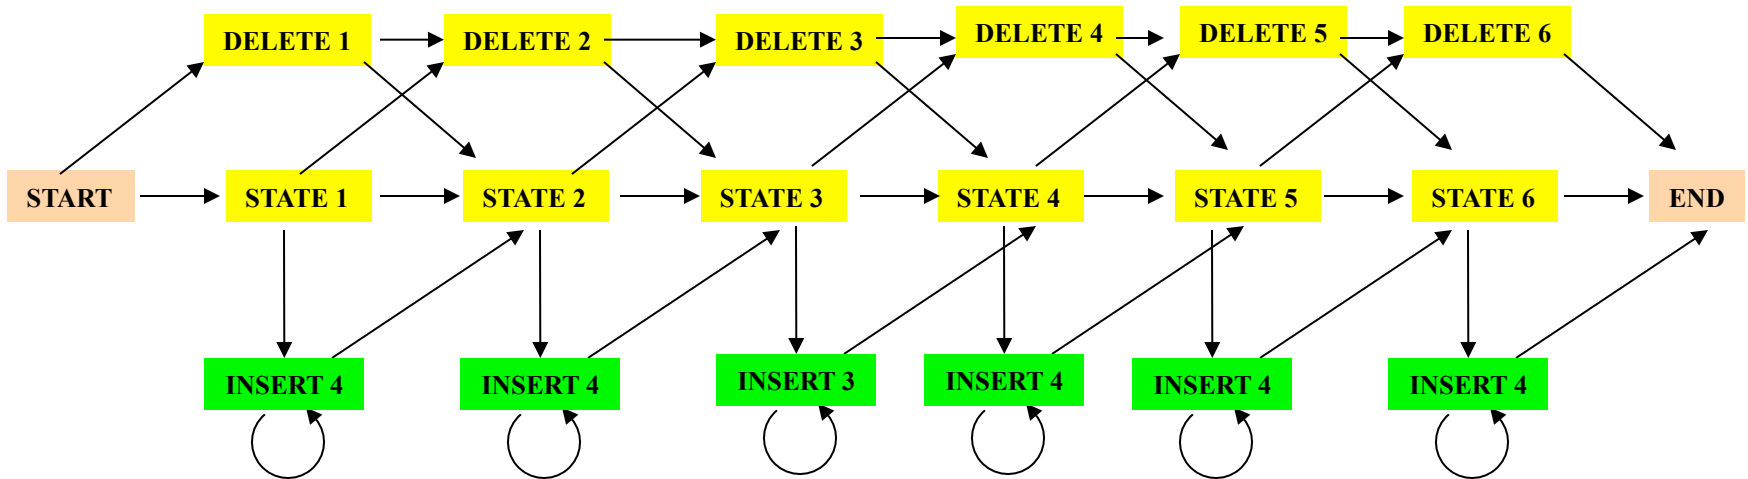 DELETE 1
DELETE 2
DELETE 3
DELETE 4
DELETE 5
DELETE 6
START
STATE 1
STATE 2
STATE 3
STATE 4
STATE 5
STATE 6
END
INSERT 4
INSERT 4
INSERT 3
INSERT 4
INSERT 4
INSERT 4